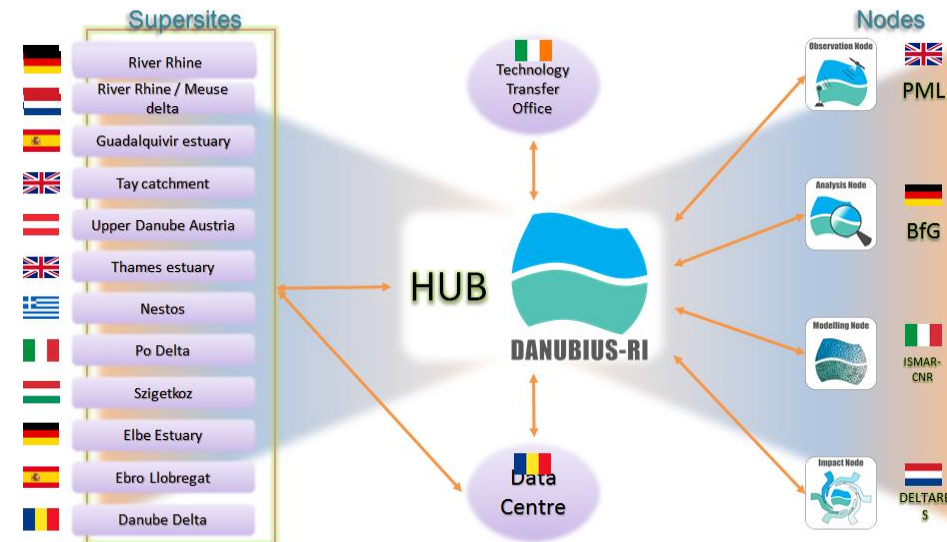 Supersites
Nodes
River Rhine
River Rhine / Meuse
delta
Guadalquivir estuary
Tay catchment
Upper Danube Austria
Thames estuary
Nestos
Po Delta
Szigetkoz
Elbe Estuary
Ebro Llobregat
Danube Delta
Technology
Transfer
Office
HUB
DANUBIUS-RI
Data
Centre
Observation Node
PML
Analysis Node
BfG
Modelling Node
ISMAR-
CNR
Impact Node
DELTARE
S